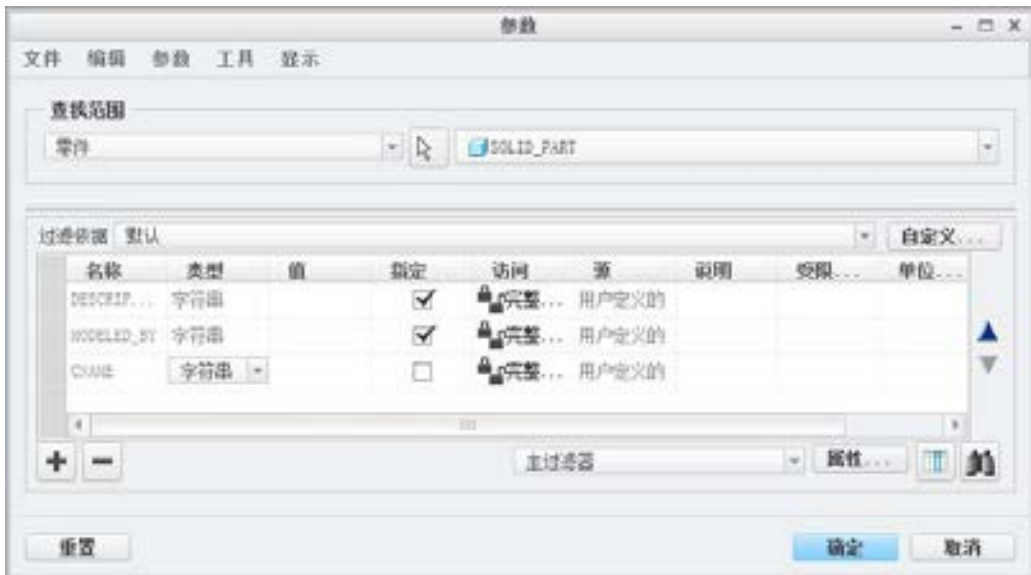 参数
文件 编辑 参数 工具 显示
查找范围
零件 SOLID_PART
过滤依据 默认 自定义...
名称 类型 值 指定 访问 源 说明 受限... 单位...
DESCRIP... 字符串 完整... 用户定义的
MODELED_BY 字符串 完整... 用户定义的
CNAME 字符串 完整... 用户定义的
主过滤器 属性...
重置 确定 取消